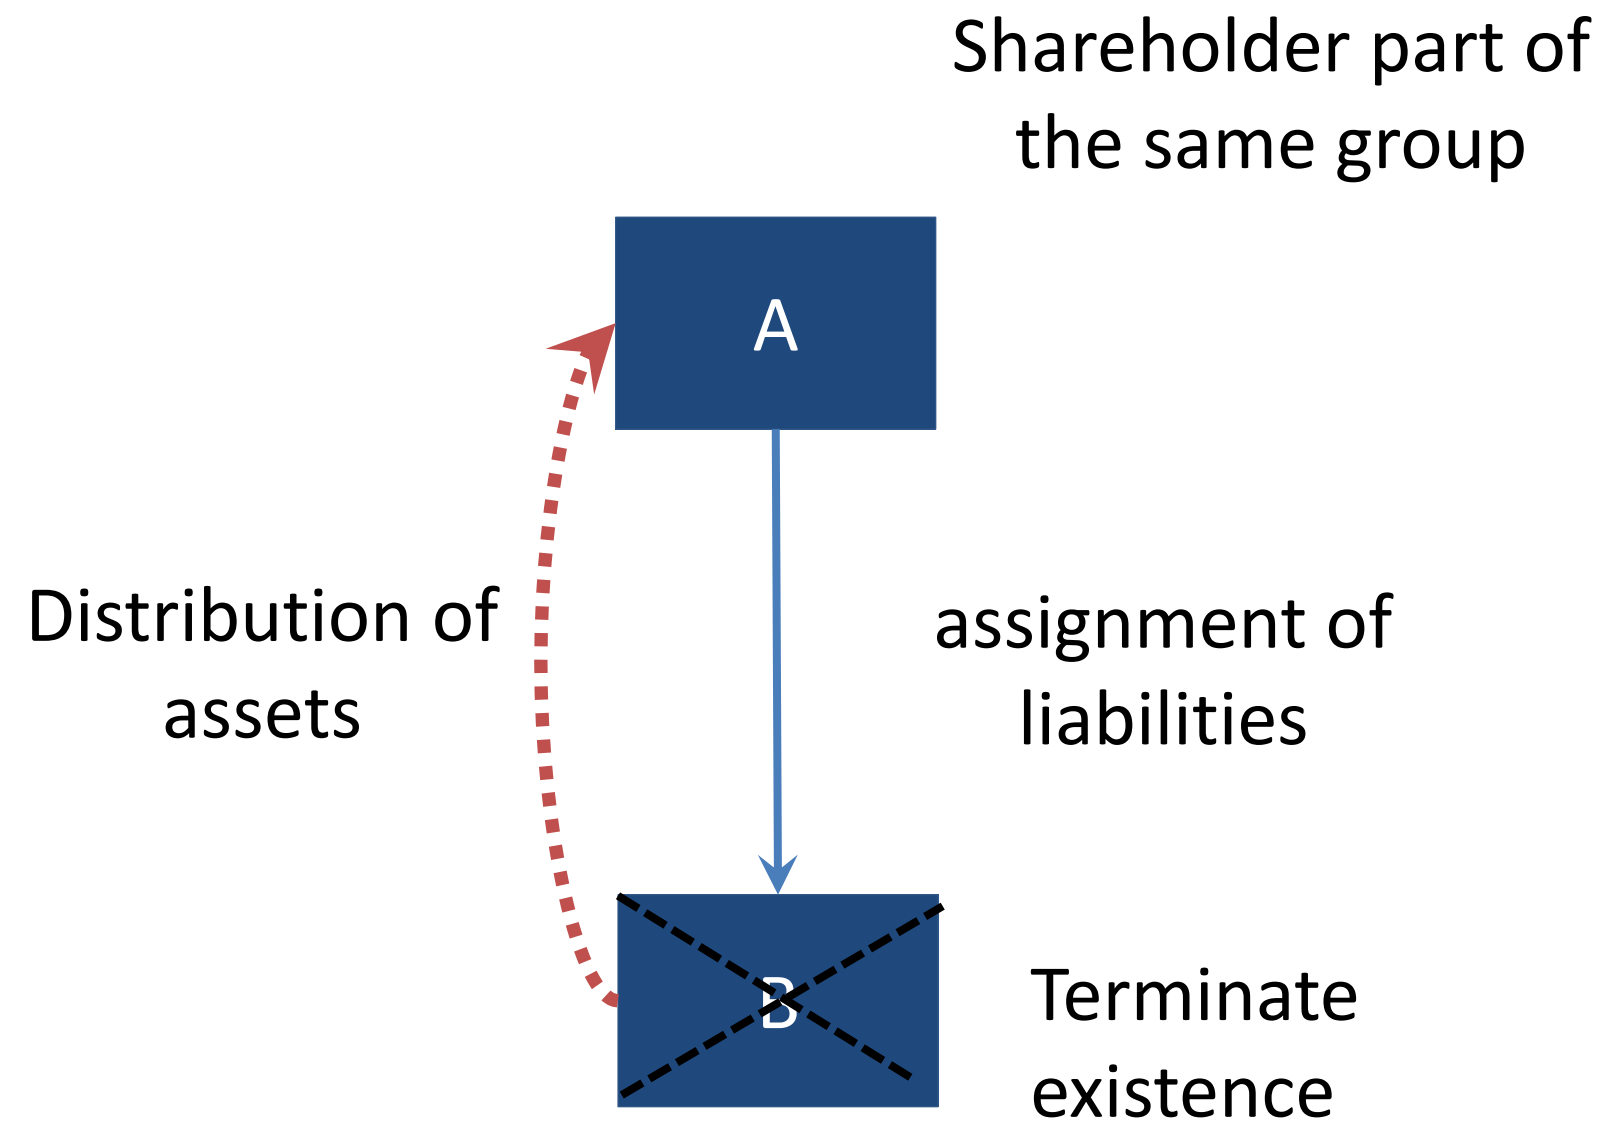 Shareholder part of
the same group
A
Distribution of
assets
assignment of
liabilities
B
Terminate
existence